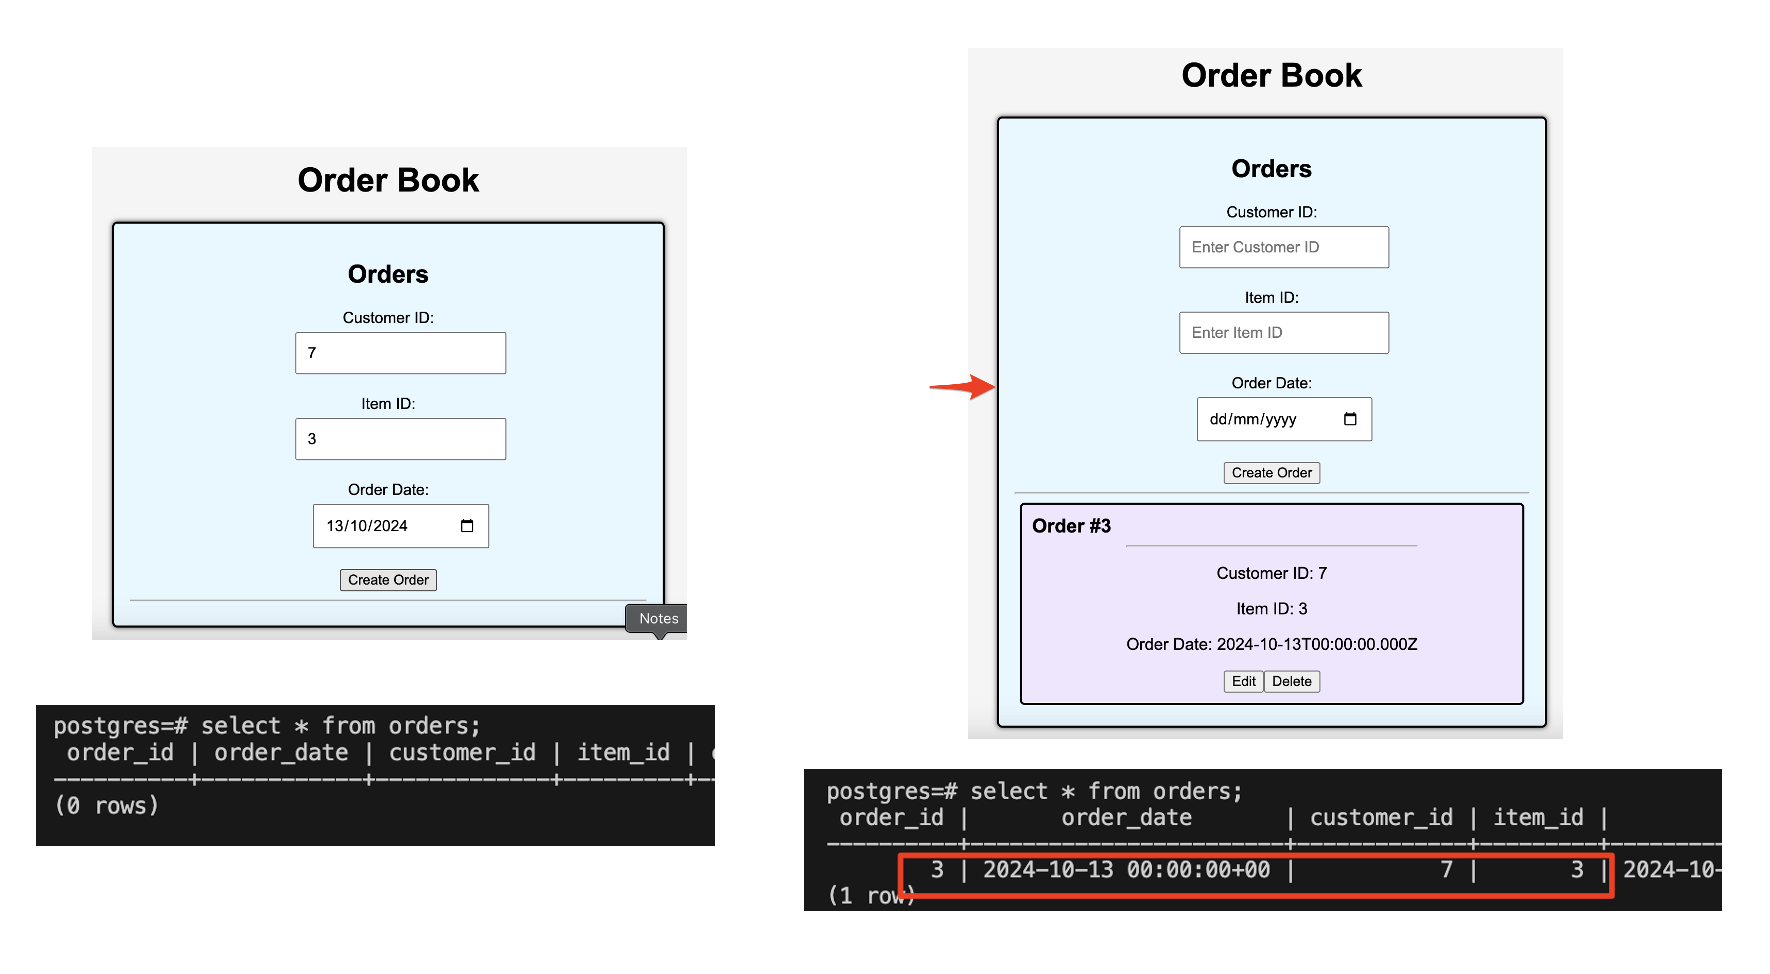 Order Book
Orders
Customer ID:
7
Item ID:
3
Order Date:
13/10/2024
Create Order
Notes
postgres=# select * from orders;
order_id | order_date | customer_id | item_id |
(0 rows)
Order Book
Orders
Customer ID:
Enter Customer ID
Item ID:
Enter Item ID
Order Date:
dd/mm/yyyy
Create Order
Order #3
Customer ID: 7
Item ID: 3
Order Date: 2024-10-13T00:00:00.000Z
Edit Delete
postgres=# select * from orders;
order_id | order_date | customer_id | item_id |
3 | 2024-10-13 00:00:00+00 | 7 | 3 | 2024-10-
(1 row)